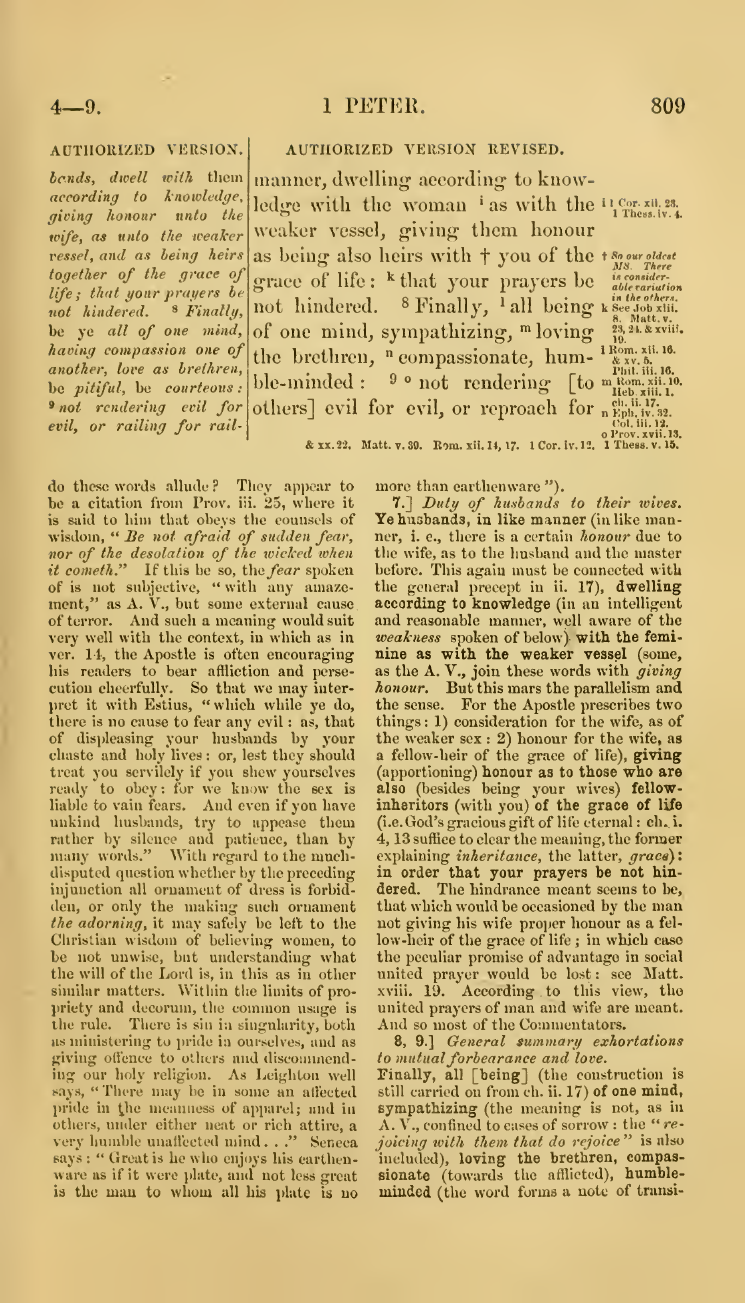 4—9.
1 PETER.
809
AUTHORIZED VERSION.
bands, dwell with them
according to knowledge,
giving honour unto the
wife, as unto the weaker
vessel, and as being heirs
together of the grace of
life; that your prayers be
not hindered. 8 Finally,
be ye all of one mind,
having compassion one of
another, love as brethren,
be pitiful, be courteous:
9 not rendering evil for
evil, or railing for rail-
AUTHORIZED VERSION REVISED.
manner, dwelling according to know-
ledge with the woman i as with the
weaker vessel, giving them honour
as being also heirs with † you of the
grace of life: k that your prayers be
not hindered. 8 Finally, l all being
of one mind, sympathizing, m loving
the brethren, n compassionate, hum-
ble-minded: 9 o not rendering [to
others] evil for evil, or reproach for
i 1 Cor. xii. 23.
1 Thess. iv. 4.
† So our oldest
MS. There
is consider-
able variation
in the others.
k See Job xlii.
8. Matt. v.
23, 24. & xviii.
19.
l Rom. xii. 16.
& xv. 5.
Phil. iii. 16.
m Rom. xii. 10.
Heb. xiii. 1.
ch. ii. 17.
n Eph. iv. 32.
Col. iii. 12.
o Prov. xvii. 13.
& xx. 22. Matt. v. 39. Rom. xii. 14, 17. 1 Cor. iv. 12. 1 Thess. v. 15.
do these words allude? They appear to
be a citation from Prov. iii. 25, where it
is said to him that obeys the counsels of
wisdom, "Be not afraid of sudden fear,
nor of the desolation of the wicked when
it cometh." If this be so, the fear spoken
of is not subjective, "with any amaze-
ment," as A. V., but some external cause
of terror. And such a meaning would suit
very well with the context, in which as in
ver. 14, the Apostle is often encouraging
his readers to bear affliction and perse-
cution cheerfully. So that we may inter-
pret it with Estius, "which while ye do,
there is no cause to fear any evil: as, that
of displeasing your husbands by your
chaste and holy lives: or, lest they should
treat you servilely if you shew yourselves
ready to obey: for we know the sex is
liable to vain fears. And even if you have
unkind husbands, try to appease them
rather by silence and patience, than by
many words." With regard to the much-
disputed question whether by the preceding
injunction all ornament of dress is forbid-
den, or only the making such ornament
the adorning, it may safely be left to the
Christian wisdom of believing women, to
be not unwise, but understanding what
the will of the Lord is, in this as in other
similar matters. Within the limits of pro-
priety and decorum, the common usage is
the rule. There is sin in singularity, both
as ministering to pride in ourselves, and as
giving offence to others and discommend-
ing our holy religion. As Leighton well
says, "There may be in some an affected
pride in the meanness of apparel; and in
others, under either neat or rich attire, a
very humble unaffected mind . . ." Seneca
says: "Great is he who enjoys his earthen-
ware as if it were plate, and not less great
is the man to whom all his plate is no
more than earthenware").
7.] Duty of husbands to their wives.
Ye husbands, in like manner (in like man-
ner, i. e., there is a certain honour due to
the wife, as to the husband and the master
before. This again must be connected with
the general precept in ii. 17), dwelling
according to knowledge (in an intelligent
and reasonable manner, well aware of the
weakness spoken of below) with the femi-
nine as with the weaker vessel (some,
as the A. V., join these words with giving
honour. But this mars the parallelism and
the sense. For the Apostle prescribes two
things: 1) consideration for the wife, as of
the weaker sex: 2) honour for the wife, as
a fellow-heir of the grace of life), giving
(apportioning) honour as to those who are
also (besides being your wives) fellow-
inheritors (with you) of the grace of life
(i.e. God's gracious gift of life eternal: ch. i.
4, 13 suffice to clear the meaning, the former
explaining inheritance, the latter, grace):
in order that your prayers be not hin-
dered. The hindrance meant seems to be,
that which would be occasioned by the man
not giving his wife proper honour as a fel-
low-heir of the grace of life; in which case
the peculiar promise of advantage in social
united prayer would be lost: see Matt.
xviii. 19. According to this view, the
united prayers of man and wife are meant.
And so most of the Commentators.
8, 9.] General summary exhortations
to mutual forbearance and love.
Finally, all [being] (the construction is
still carried on from ch. ii. 17) of one mind,
sympathizing (the meaning is not, as in
A. V., confined to cases of sorrow: the "re-
joicing with them that do rejoice" is also
included), loving the brethren, compas-
sionate (towards the afflicted), humble-
minded (the word forms a note of transi-